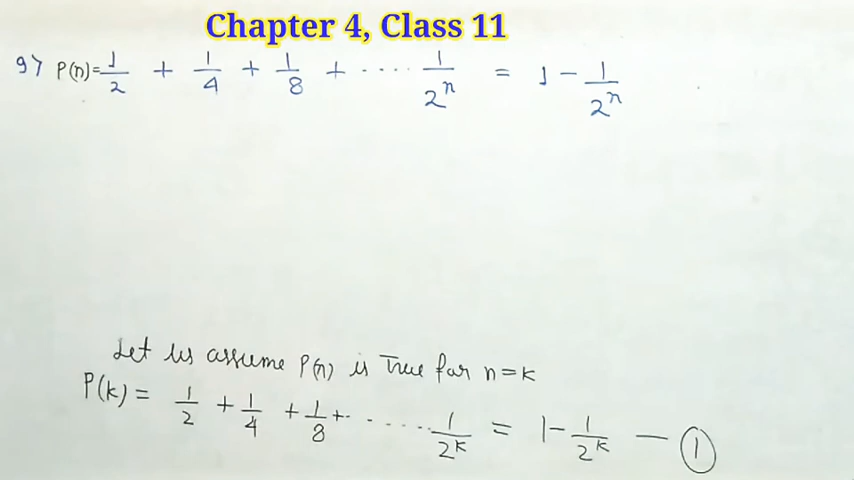 Chapter 4, Class 11
9> P(n)= 1/2 + 1/4 + 1/8 + ..... 1/2^n = 1 - 1/2^n
Let us assume P(n) is true for n=k
P(k) = 1/2 + 1/4 + 1/8 + ...... 1/2^k = 1 - 1/2^k — ①